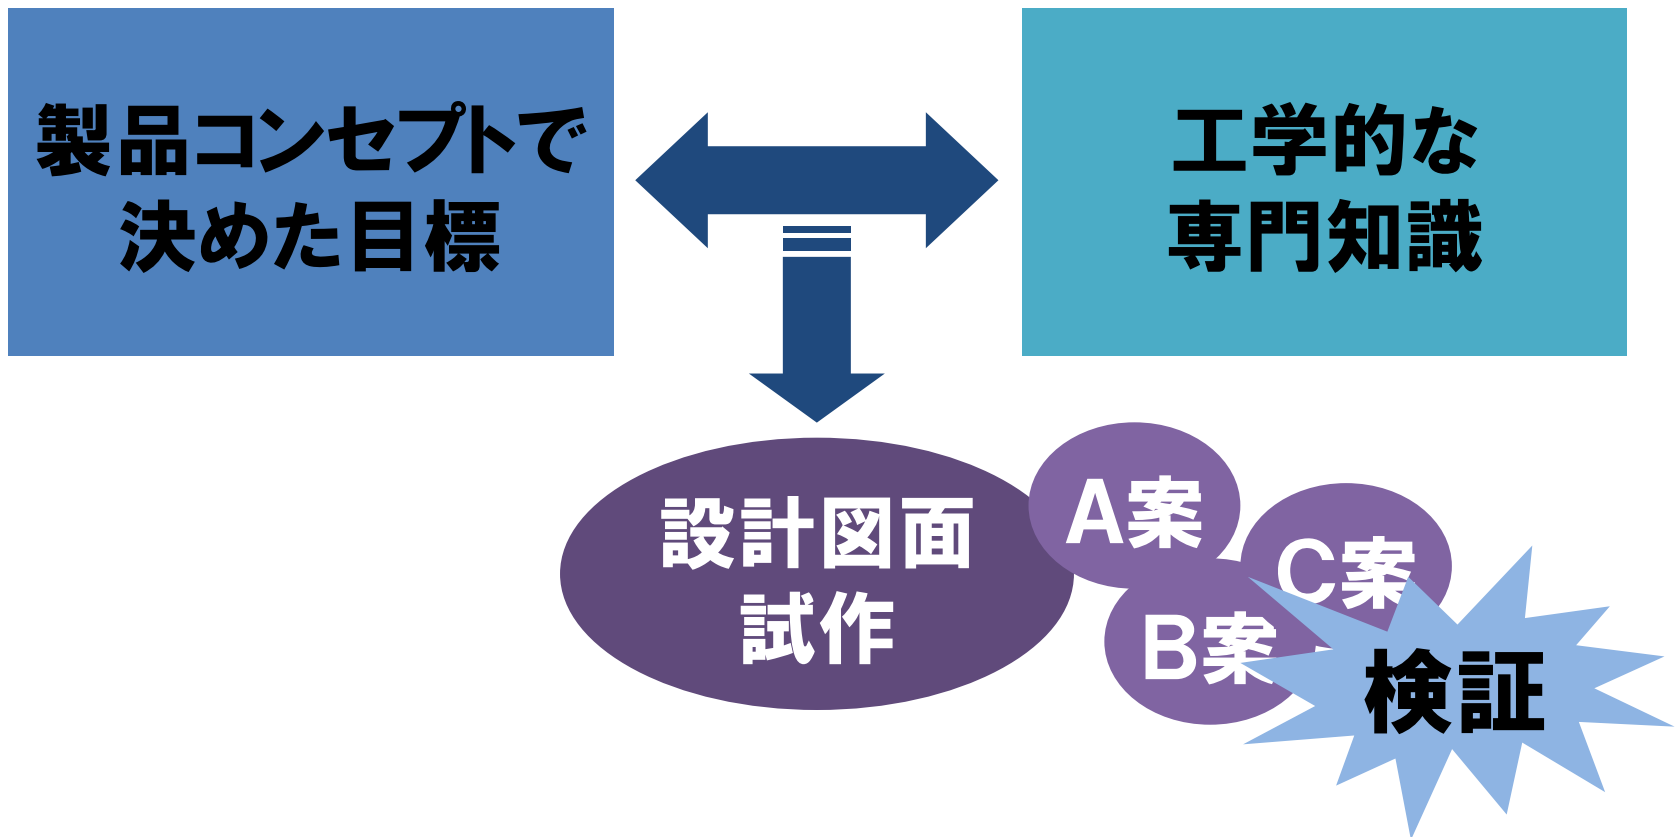 製品コンセプトで
決めた目標
工学的な
専門知識
設計図面
試作
A案
B案
C案
検証